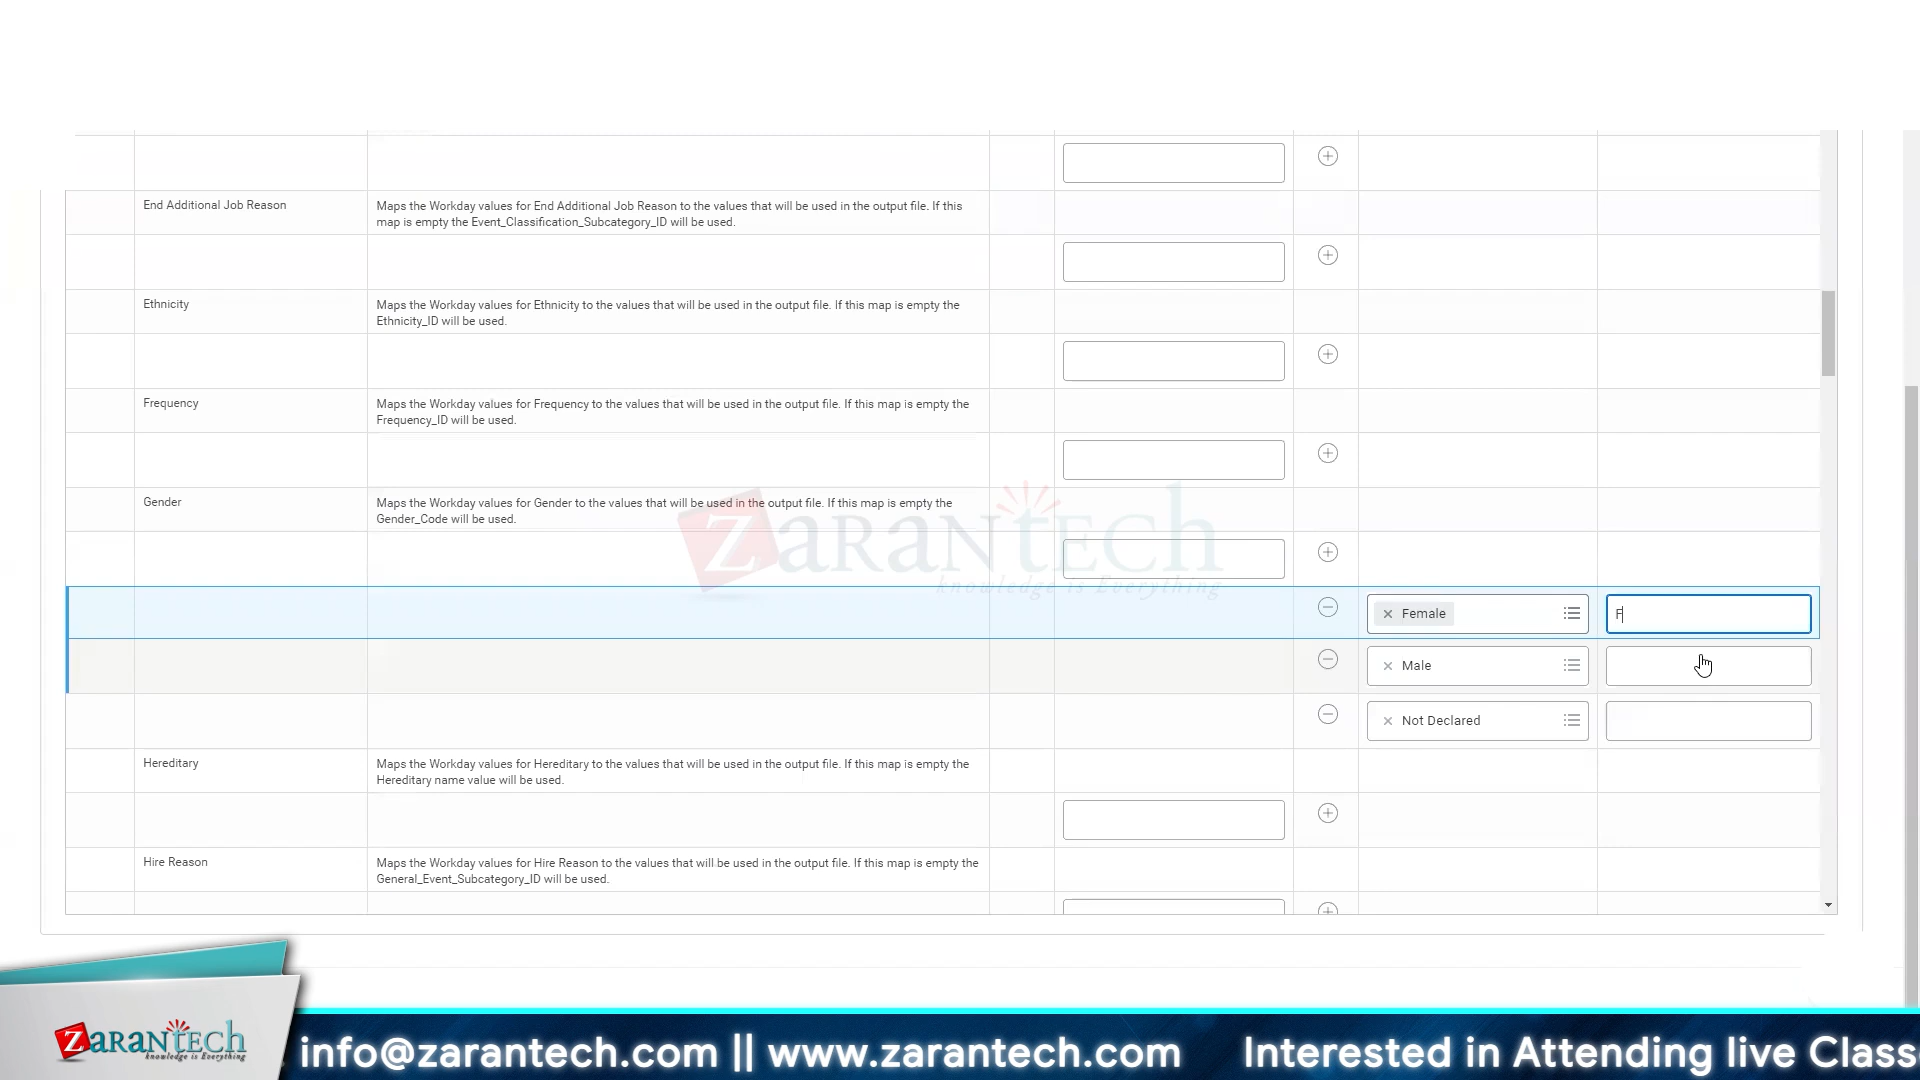 End Additional Job Reason
Maps the Workday values for End Additional Job Reason to the values that will be used in the output file. If this
map is empty the Event_Classification_Subcategory_ID will be used.
Ethnicity
Maps the Workday values for Ethnicity to the values that will be used in the output file. If this map is empty the
Ethnicity_ID will be used.
Frequency
Maps the Workday values for Frequency to the values that will be used in the output file. If this map is empty the
Frequency_ID will be used.
Gender
Maps the Workday values for Gender to the values that will be used in the output file. If this map is empty the
Gender_Code will be used.
ZaranTech
knowledge is Everything
Female
F
Male
Not Declared
Hereditary
Maps the Workday values for Hereditary to the values that will be used in the output file. If this map is empty the
Hereditary name value will be used.
Hire Reason
Maps the Workday values for Hire Reason to the values that will be used in the output file. If this map is empty the
General_Event_Subcategory_ID will be used.
ZaranTech
knowledge is Everything
info@zarantech.com || www.zarantech.com Interested in Attending live Class